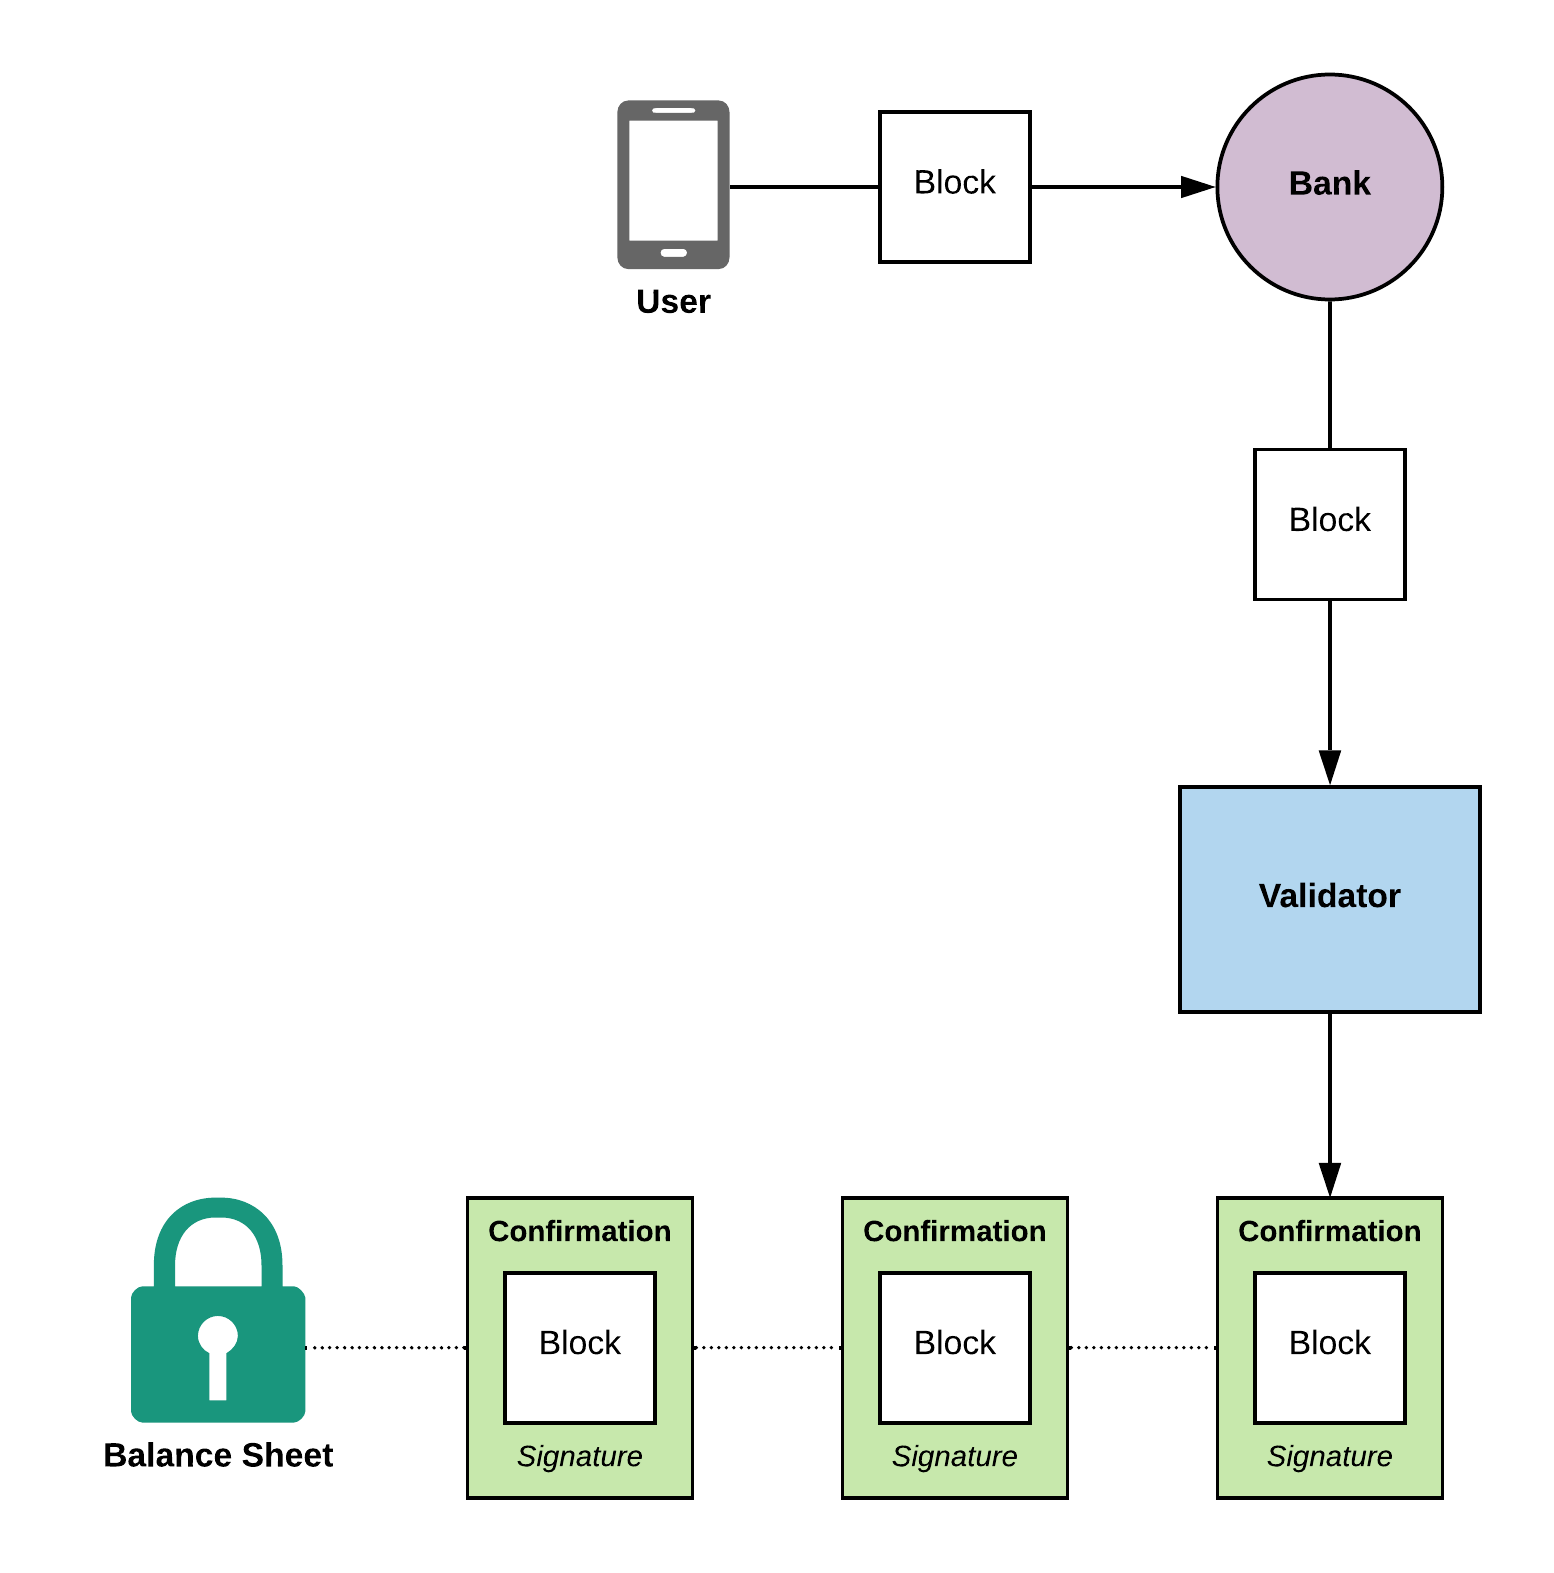 Block
Bank
User
Block
Validator
Confirmation
Block
Signature
Confirmation
Block
Signature
Confirmation
Block
Signature
Balance Sheet